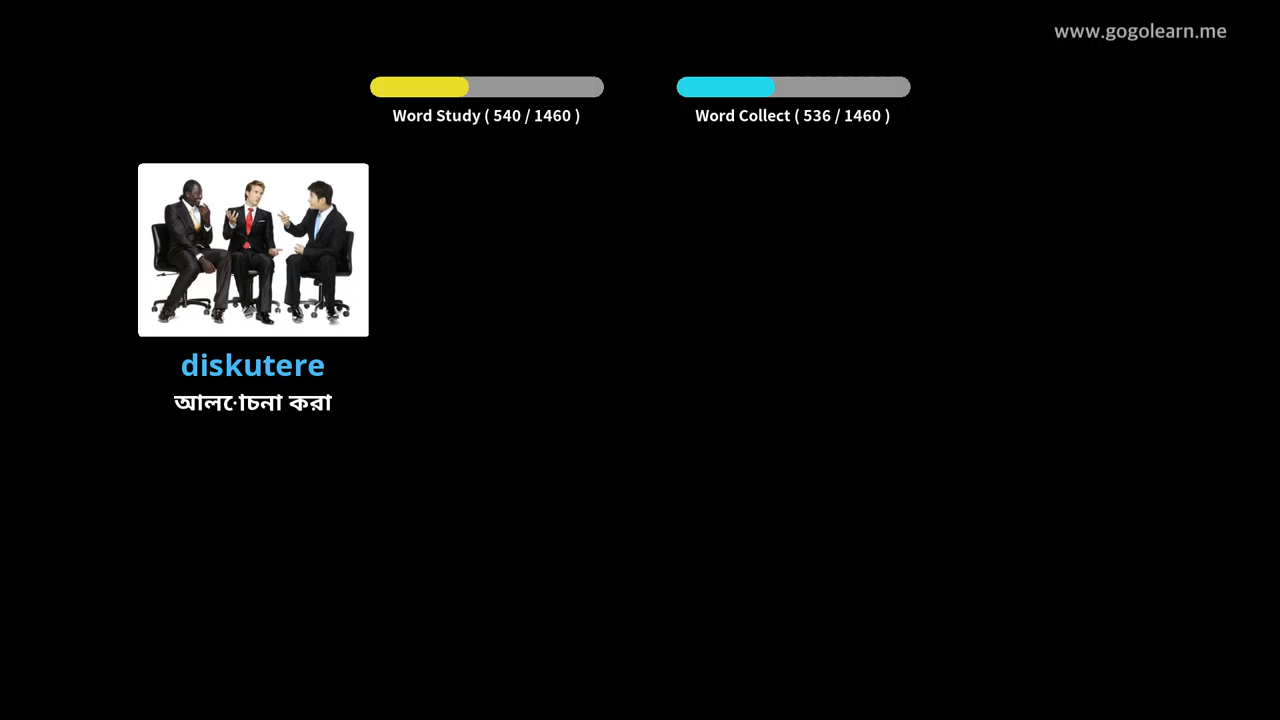 www.gogolearn.me
Word Study ( 540 / 1460 )
Word Collect ( 536 / 1460 )
diskutere
আলোচনা করা